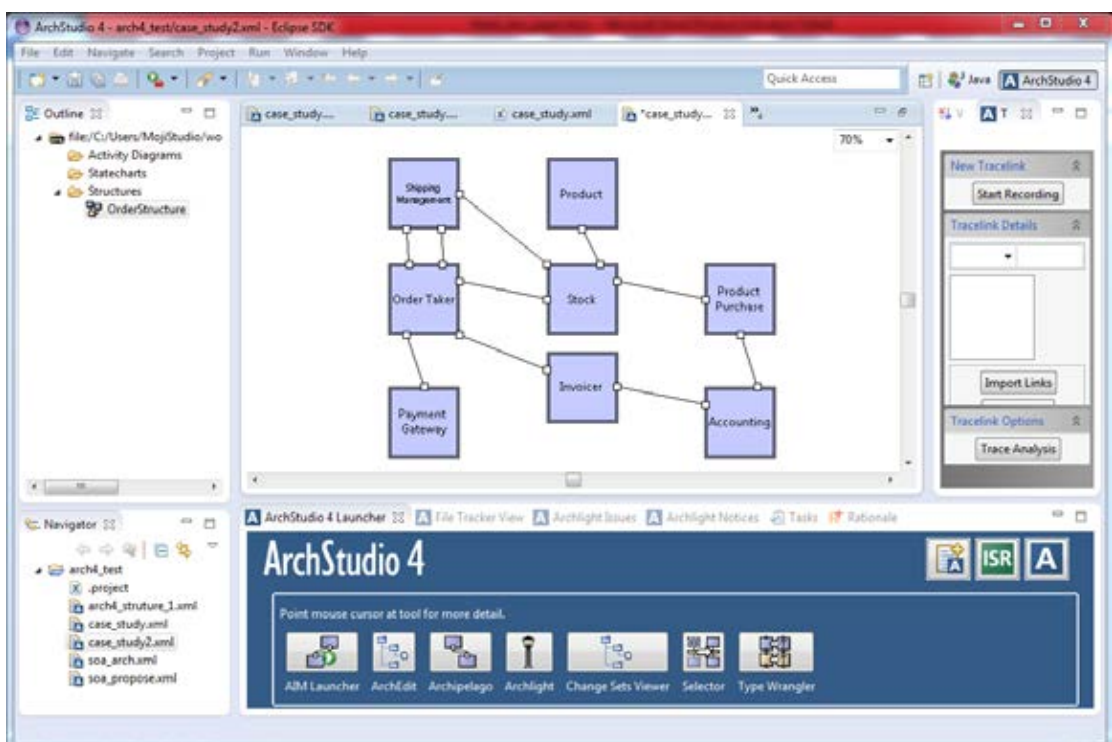 ArchStudio 4 - arch4_test/case_study2.xml - Eclipse SDK
File Edit Navigate Search Project Run Window Help
Quick Access
Java
ArchStudio 4
Outline
file:/C:/Users/MojiStudio/wo
Activity Diagrams
Statecharts
Structures
OrderStructure
case_study....
case_study....
case_study.xml
*case_study...
70%
Shipping
Management
Product
Order Taker
Stock
Product
Purchase
Invoicer
Payment
Gateway
Accounting
V
T
New Tracelink
Start Recording
Tracelink Details
Import Links
Tracelink Options
Trace Analysis
Navigator
arch4_test
.project
arch4_struture_1.xml
case_study.xml
case_study2.xml
soa_arch.xml
soa_propose.xml
ArchStudio 4 Launcher
File Tracker View
Archlight Issues
Archlight Notices
Tasks
Rationale
ArchStudio 4
ISR
A
Point mouse cursor at tool for more detail.
AIM Launcher
ArchEdit
Archipelago
Archlight
Change Sets Viewer
Selector
Type Wrangler